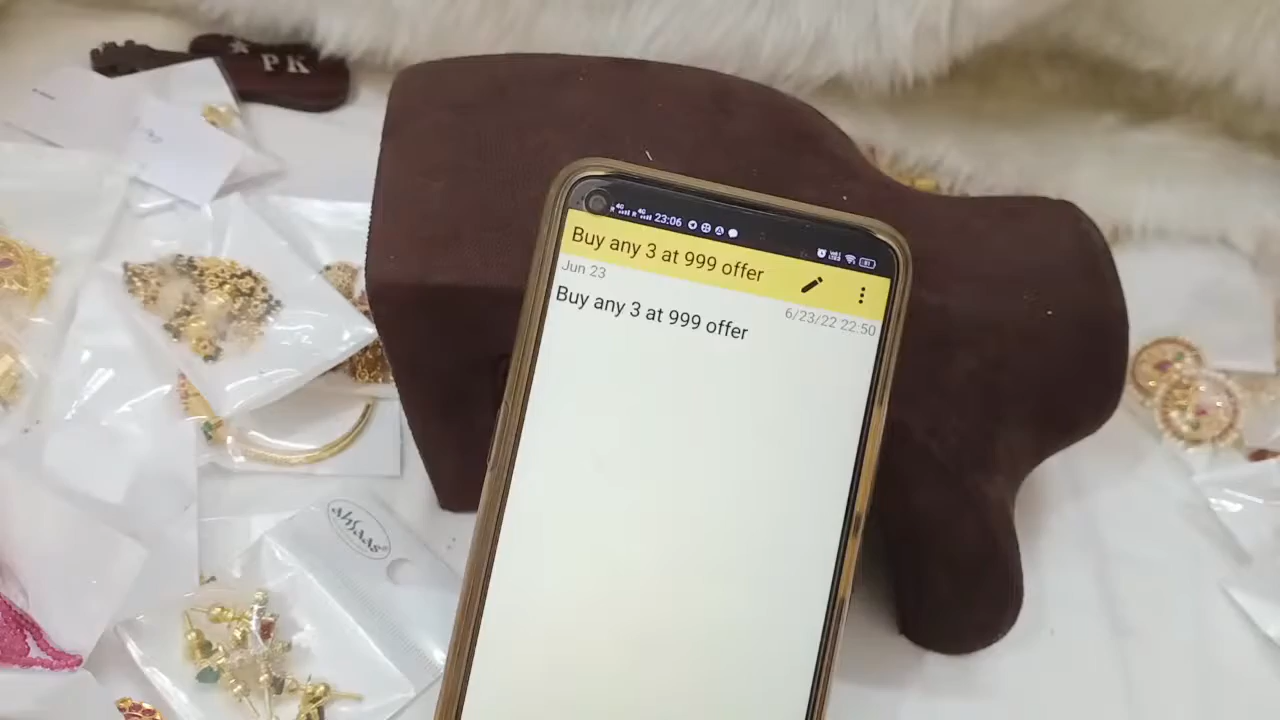 PK
23:06
Buy any 3 at 999 offer
Jun 23
6/23/22 22:50
Buy any 3 at 999 offer
ahsaas